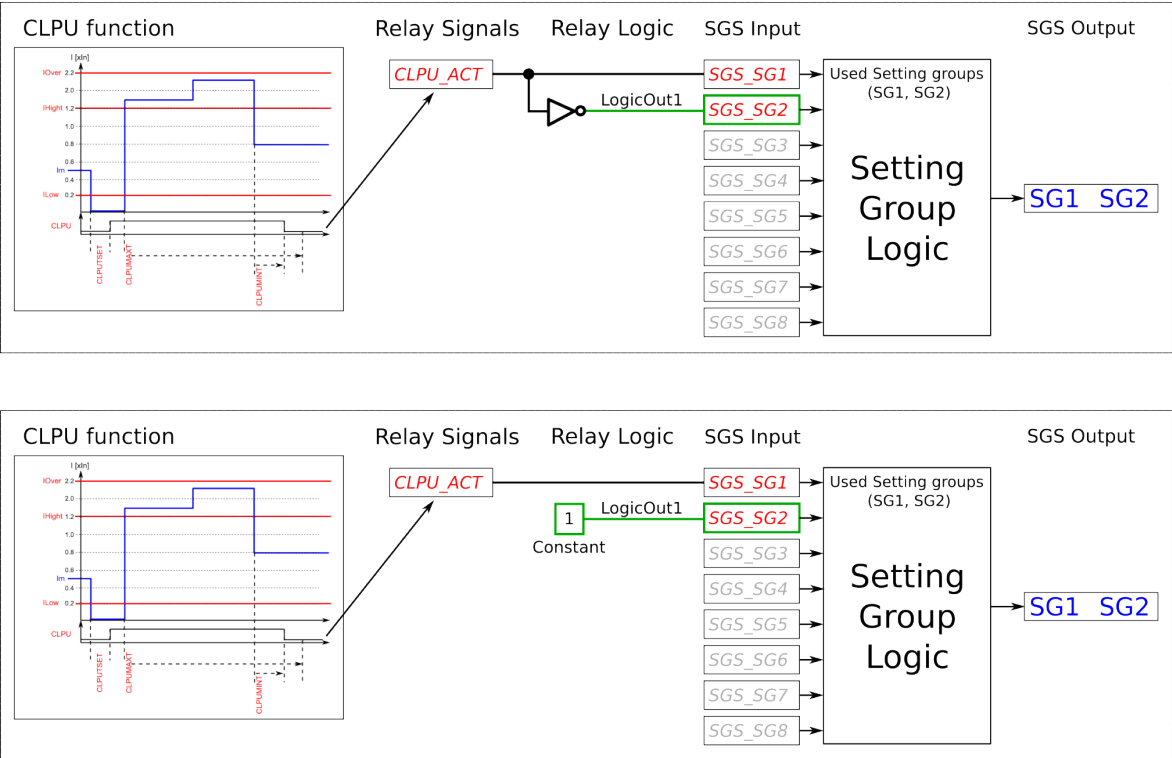 CLPU function
Relay Signals
Relay Logic
SGS Input
SGS Output
I [xIn]
IOver 2.2
2.0
IHight 1.2
1.0
0.8
0.6
Im
0.4
ILow 0.2
CLPU
CLPUTSET
CLPUMAXT
CLPUMINT
CLPU_ACT
LogicOut1
SGS_SG1
SGS_SG2
SGS_SG3
SGS_SG4
SGS_SG5
SGS_SG6
SGS_SG7
SGS_SG8
Used Setting groups
(SG1, SG2)
Setting
Group
Logic
SG1 SG2
CLPU function
Relay Signals
Relay Logic
SGS Input
SGS Output
I [xIn]
IOver 2.2
2.0
IHight 1.2
1.0
0.8
0.6
Im
0.4
ILow 0.2
CLPU
CLPUTSET
CLPUMAXT
CLPUMINT
CLPU_ACT
1
Constant
LogicOut1
SGS_SG1
SGS_SG2
SGS_SG3
SGS_SG4
SGS_SG5
SGS_SG6
SGS_SG7
SGS_SG8
Used Setting groups
(SG1, SG2)
Setting
Group
Logic
SG1 SG2